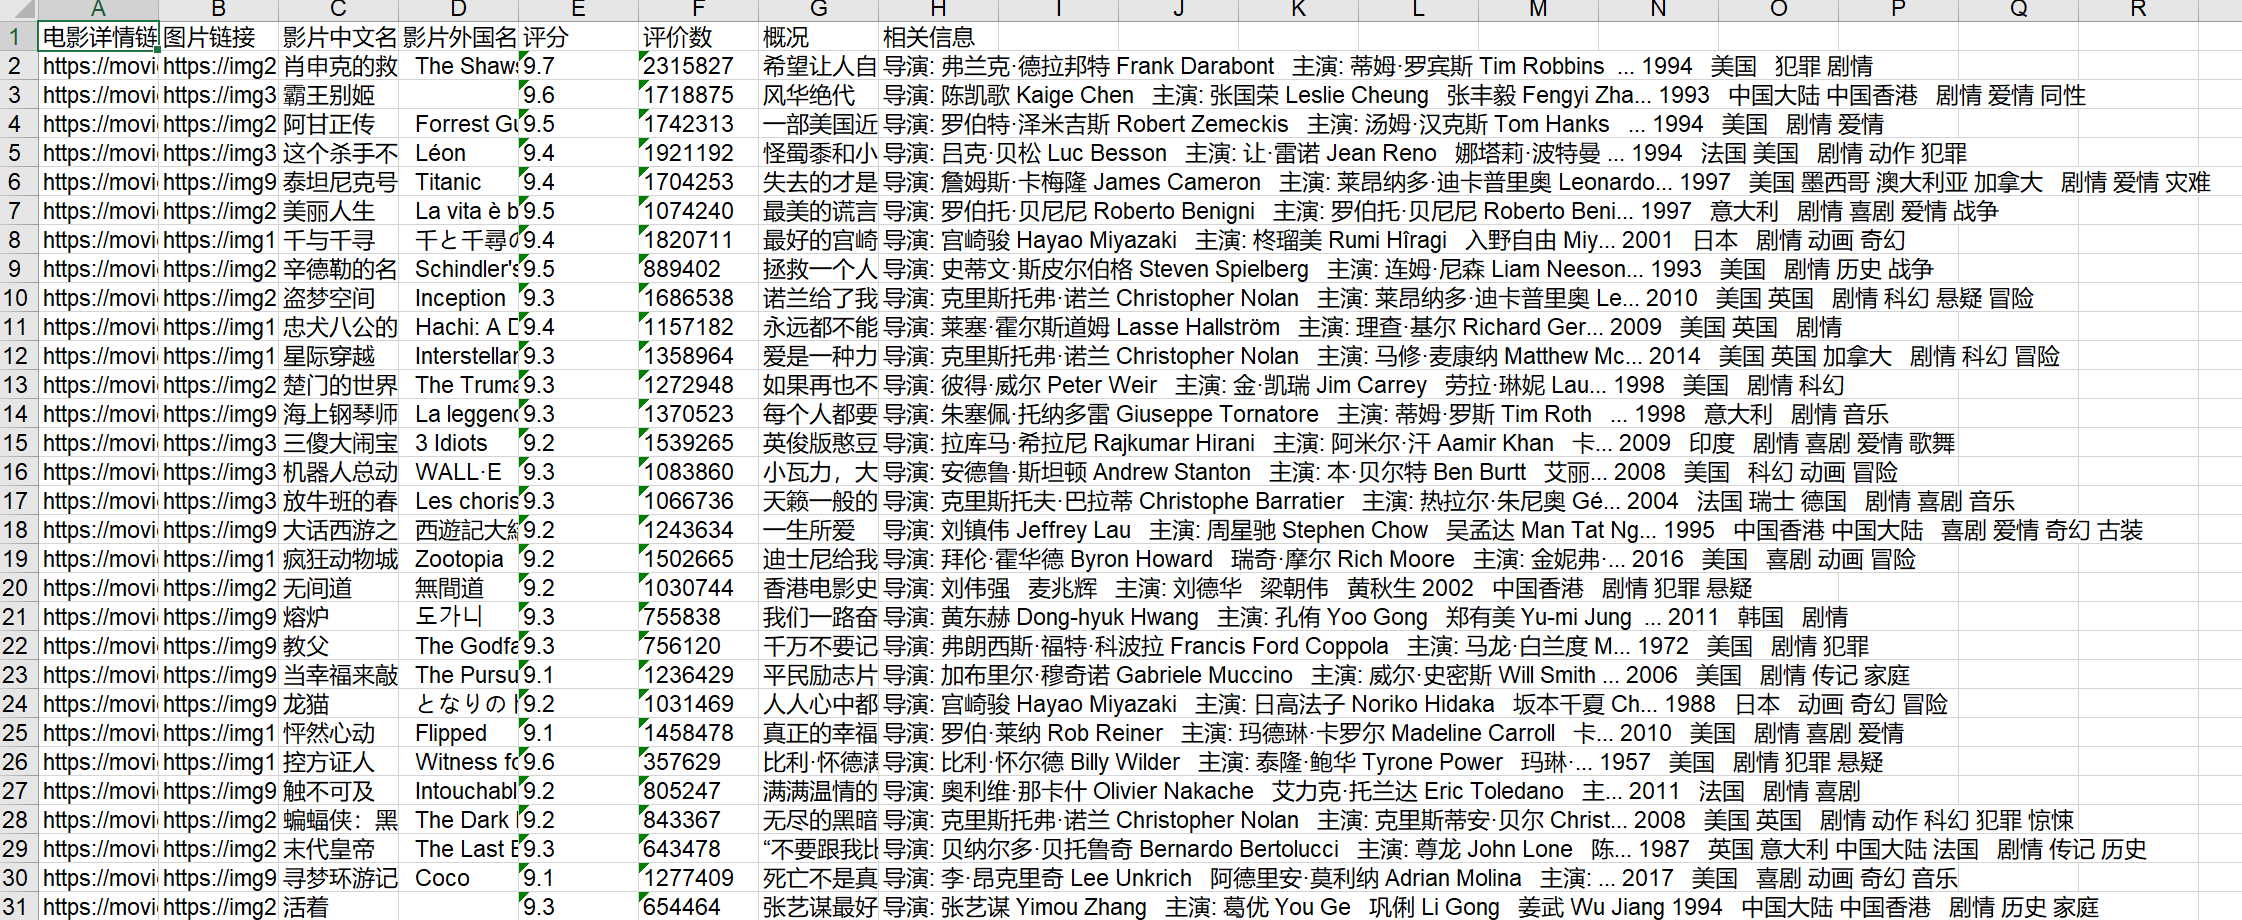 A B C D E F G H I J K L M N O P Q R
1 电影详情链 图片链接 影片中文名 影片外国名 评分 评价数 概况 相关信息
2 https://movi https://img2 肖申克的救 The Shaws 9.7 2315827 希望让人自 导演: 弗兰克·德拉邦特 Frank Darabont 主演: 蒂姆·罗宾斯 Tim Robbins ... 1994 美国 犯罪 剧情
3 https://movi https://img3 霸王别姬 9.6 1718875 风华绝代 导演: 陈凯歌 Kaige Chen 主演: 张国荣 Leslie Cheung 张丰毅 Fengyi Zha... 1993 中国大陆 中国香港 剧情 爱情 同性
4 https://movi https://img2 阿甘正传 Forrest Gu 9.5 1742313 一部美国近 导演: 罗伯特·泽米吉斯 Robert Zemeckis 主演: 汤姆·汉克斯 Tom Hanks ... 1994 美国 剧情 爱情
5 https://movi https://img3 这个杀手不 Léon 9.4 1921192 怪蜀黍和小 导演: 吕克·贝松 Luc Besson 主演: 让·雷诺 Jean Reno 娜塔莉·波特曼 ... 1994 法国 美国 剧情 动作 犯罪
6 https://movi https://img9 泰坦尼克号 Titanic 9.4 1704253 失去的才是 导演: 詹姆斯·卡梅隆 James Cameron 主演: 莱昂纳多·迪卡普里奥 Leonardo... 1997 美国 墨西哥 澳大利亚 加拿大 剧情 爱情 灾难
7 https://movi https://img2 美丽人生 La vita è b 9.5 1074240 最美的谎言 导演: 罗伯托·贝尼尼 Roberto Benigni 主演: 罗伯托·贝尼尼 Roberto Beni... 1997 意大利 剧情 喜剧 爱情 战争
8 https://movi https://img1 千与千寻 千と千尋の 9.4 1820711 最好的宫崎 导演: 宫崎骏 Hayao Miyazaki 主演: 柊瑠美 Rumi Hîragi 入野自由 Miy... 2001 日本 剧情 动画 奇幻
9 https://movi https://img2 辛德勒的名 Schindler's 9.5 889402 拯救一个人 导演: 史蒂文·斯皮尔伯格 Steven Spielberg 主演: 连姆·尼森 Liam Neeson... 1993 美国 剧情 历史 战争
10 https://movi https://img2 盗梦空间 Inception 9.3 1686538 诺兰给了我 导演: 克里斯托弗·诺兰 Christopher Nolan 主演: 莱昂纳多·迪卡普里奥 Le... 2010 美国 英国 剧情 科幻 悬疑 冒险
11 https://movi https://img1 忠犬八公的 Hachi: A D 9.4 1157182 永远都不能 导演: 莱塞·霍尔斯道姆 Lasse Hallström 主演: 理查·基尔 Richard Ger... 2009 美国 英国 剧情
12 https://movi https://img1 星际穿越 Interstellar 9.3 1358964 爱是一种力 导演: 克里斯托弗·诺兰 Christopher Nolan 主演: 马修·麦康纳 Matthew Mc... 2014 美国 英国 加拿大 剧情 科幻 冒险
13 https://movi https://img2 楚门的世界 The Truma 9.3 1272948 如果再也不 导演: 彼得·威尔 Peter Weir 主演: 金·凯瑞 Jim Carrey 劳拉·琳妮 Lau... 1998 美国 剧情 科幻
14 https://movi https://img9 海上钢琴师 La leggend 9.3 1370523 每个人都要 导演: 朱塞佩·托纳多雷 Giuseppe Tornatore 主演: 蒂姆·罗斯 Tim Roth ... 1998 意大利 剧情 音乐
15 https://movi https://img3 三傻大闹宝 3 Idiots 9.2 1539265 英俊版憨豆 导演: 拉库马·希拉尼 Rajkumar Hirani 主演: 阿米尔·汗 Aamir Khan 卡... 2009 印度 剧情 喜剧 爱情 歌舞
16 https://movi https://img3 机器人总动 WALL·E 9.3 1083860 小瓦力，大 导演: 安德鲁·斯坦顿 Andrew Stanton 主演: 本·贝尔特 Ben Burtt 艾丽... 2008 美国 科幻 动画 冒险
17 https://movi https://img3 放牛班的春 Les choris 9.3 1066736 天籁一般的 导演: 克里斯托夫·巴拉蒂 Christophe Barratier 主演: 热拉尔·朱尼奥 Gé... 2004 法国 瑞士 德国 剧情 喜剧 音乐
18 https://movi https://img9 大话西游之 西遊記大結 9.2 1243634 一生所爱 导演: 刘镇伟 Jeffrey Lau 主演: 周星驰 Stephen Chow 吴孟达 Man Tat Ng... 1995 中国香港 中国大陆 喜剧 爱情 奇幻 古装
19 https://movi https://img1 疯狂动物城 Zootopia 9.2 1502665 迪士尼给我 导演: 拜伦·霍华德 Byron Howard 瑞奇·摩尔 Rich Moore 主演: 金妮弗·... 2016 美国 喜剧 动画 冒险
20 https://movi https://img2 无间道 無間道 9.2 1030744 香港电影史 导演: 刘伟强 麦兆辉 主演: 刘德华 梁朝伟 黄秋生 2002 中国香港 剧情 犯罪 悬疑
21 https://movi https://img9 熔炉 도가니 9.3 755838 我们一路奋 导演: 黄东赫 Dong-hyuk Hwang 主演: 孔侑 Yoo Gong 郑有美 Yu-mi Jung ... 2011 韩国 剧情
22 https://movi https://img9 教父 The Godfa 9.3 756120 千万不要记 导演: 弗朗西斯·福特·科波拉 Francis Ford Coppola 主演: 马龙·白兰度 M... 1972 美国 剧情 犯罪
23 https://movi https://img9 当幸福来敲 The Pursu 9.1 1236429 平民励志片 导演: 加布里尔·穆奇诺 Gabriele Muccino 主演: 威尔·史密斯 Will Smith ... 2006 美国 剧情 传记 家庭
24 https://movi https://img9 龙猫 となりのト 9.2 1031469 人人心中都 导演: 宫崎骏 Hayao Miyazaki 主演: 日高法子 Noriko Hidaka 坂本千夏 Ch... 1988 日本 动画 奇幻 冒险
25 https://movi https://img1 怦然心动 Flipped 9.1 1458478 真正的幸福 导演: 罗伯·莱纳 Rob Reiner 主演: 玛德琳·卡罗尔 Madeline Carroll 卡... 2010 美国 剧情 喜剧 爱情
26 https://movi https://img1 控方证人 Witness fo 9.6 357629 比利·怀德满 导演: 比利·怀尔德 Billy Wilder 主演: 泰隆·鲍华 Tyrone Power 玛琳·... 1957 美国 剧情 犯罪 悬疑
27 https://movi https://img9 触不可及 Intouchabl 9.2 805247 满满温情的 导演: 奥利维·那卡什 Olivier Nakache 艾力克·托兰达 Eric Toledano 主... 2011 法国 剧情 喜剧
28 https://movi https://img2 蝙蝠侠：黑 The Dark 9.2 843367 无尽的黑暗 导演: 克里斯托弗·诺兰 Christopher Nolan 主演: 克里斯蒂安·贝尔 Christ... 2008 美国 英国 剧情 动作 科幻 犯罪 惊悚
29 https://movi https://img2 末代皇帝 The Last E 9.3 643478 “不要跟我比 导演: 贝纳尔多·贝托鲁奇 Bernardo Bertolucci 主演: 尊龙 John Lone 陈... 1987 英国 意大利 中国大陆 法国 剧情 传记 历史
30 https://movi https://img9 寻梦环游记 Coco 9.1 1277409 死亡不是真 导演: 李·昂克里奇 Lee Unkrich 阿德里安·莫利纳 Adrian Molina 主演: ... 2017 美国 喜剧 动画 奇幻 音乐
31 https://movi https://img2 活着 9.3 654464 张艺谋最好 导演: 张艺谋 Yimou Zhang 主演: 葛优 You Ge 巩俐 Li Gong 姜武 Wu Jiang 1994 中国大陆 中国香港 剧情 历史 家庭